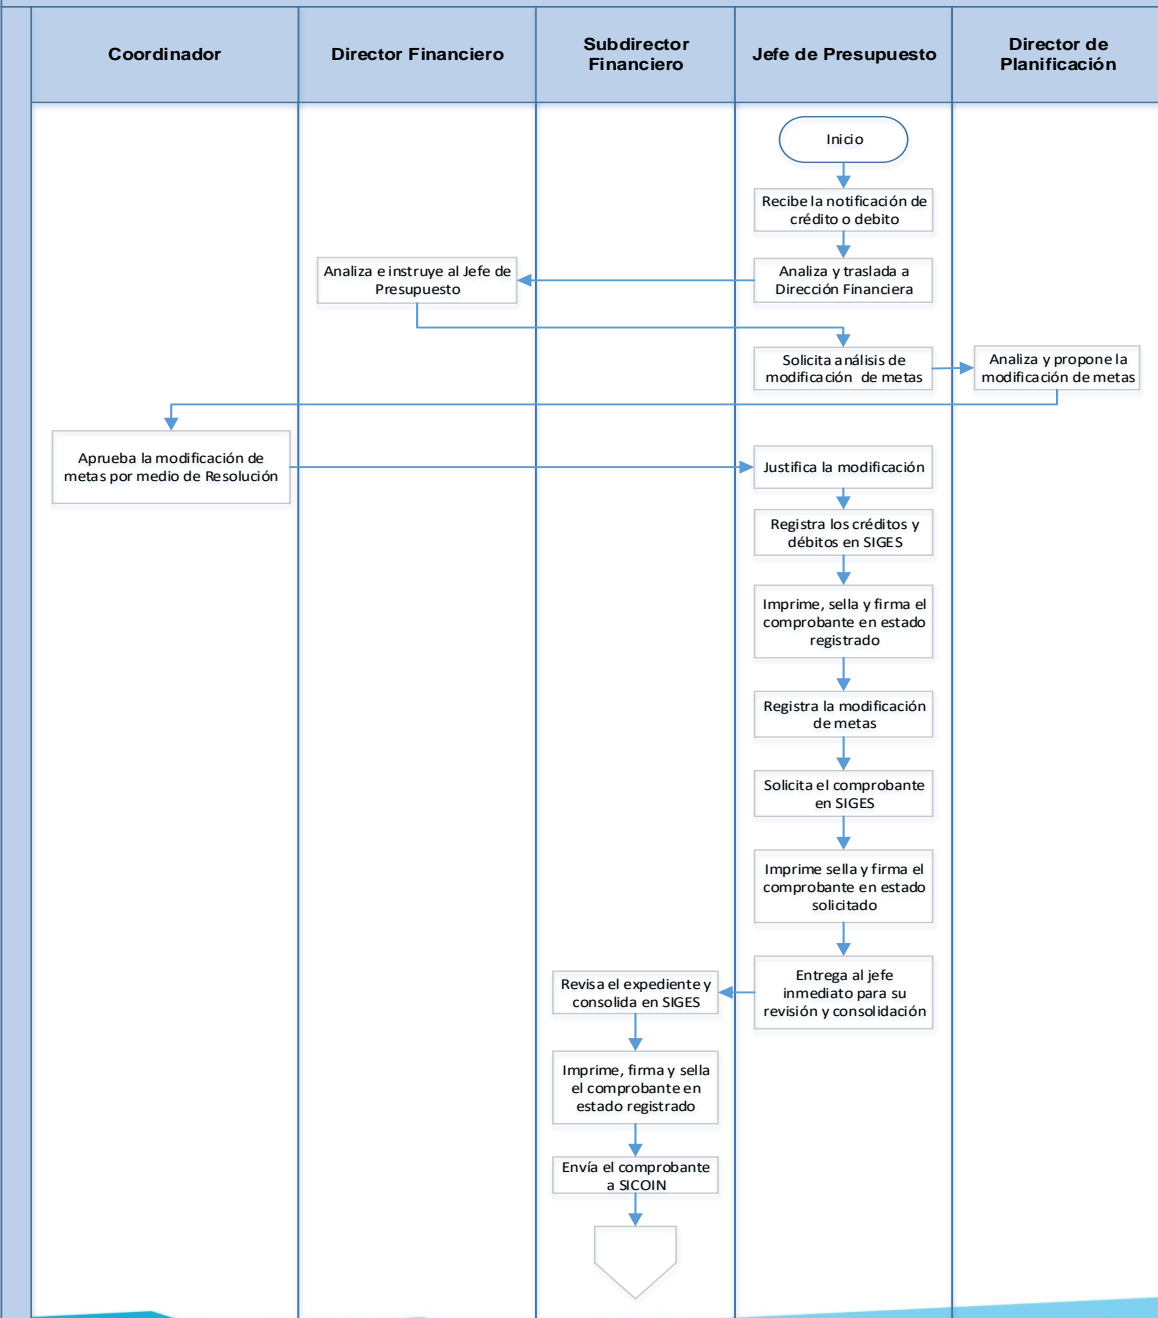 Coordinador
Director Financiero
Subdirector
Financiero
Jefe de Presupuesto
Director de
Planificación
Inicio
Recibe la notificación de
crédito o debito
Analiza y traslada a
Dirección Financiera
Analiza e instruye al Jefe de
Presupuesto
Solicita análisis de
modificación de metas
Analiza y propone la
modificación de metas
Aprueba la modificación de
metas por medio de Resolución
Justifica la modificación
Registra los créditos y
débitos en SIGES
Imprime, sella y firma el
comprobante en estado
registrado
Registra la modificación
de metas
Solicita el comprobante
en SIGES
Imprime sella y firma el
comprobante en estado
solicitado
Entrega al jefe
inmediato para su
revisión y consolidación
Revisa el expediente y
consolida en SIGES
Imprime, firma y sella
el comprobante en
estado registrado
Envía el comprobante
a SICOIN